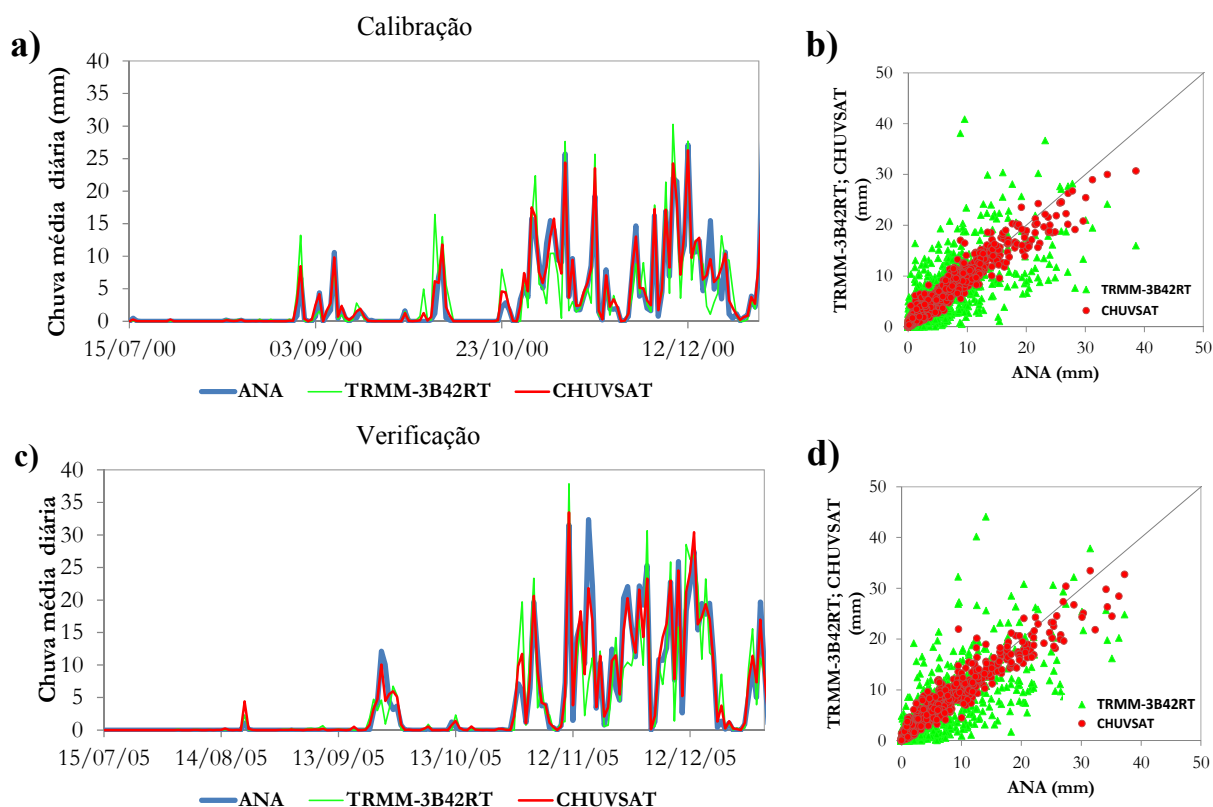 a)
Calibração
Chuva média diária (mm)
40
35
30
25
20
15
10
5
0
15/07/00 03/09/00 23/10/00 12/12/00
ANA TRMM-3B42RT CHUVSAT
b)
TRMM-3B42RT; CHUVSAT
(mm)
50
40
30
20
10
0
0 10 20 30 40 50
ANA (mm)
TRMM-3B42RT
CHUVSAT
c)
Verificação
Chuva média diária
40
35
30
25
20
15
10
5
0
15/07/05 14/08/05 13/09/05 13/10/05 12/11/05 12/12/05
ANA TRMM-3B42RT CHUVSAT
d)
TRMM-3B42RT; CHUVSAT
(mm)
50
40
30
20
10
0
0 10 20 30 40 50
ANA (mm)
TRMM-3B42RT
CHUVSAT